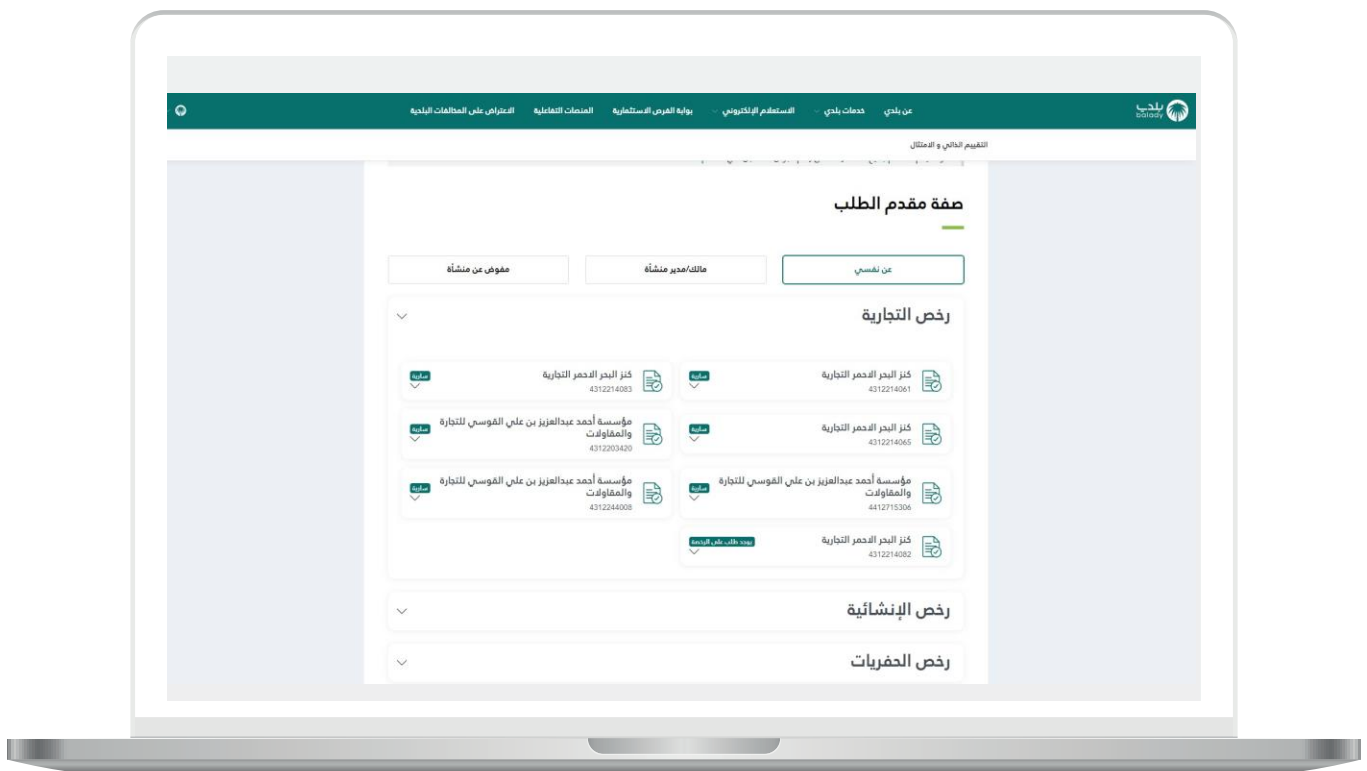 بلدي
balady
عن بلدي
خدمات بلدي
الاستعلام الإلكتروني
بوابة الفرص الاستثمارية
المنصات التفاعلية
الاعتراض على المخالفات البلدية
التقييم الذاتي و الامتثال
صفة مقدم الطلب
عن نفسي
مالك/مدير منشأة
مفوض عن منشأة
رخص التجارية
كنز البحر الاحمر التجارية
4312214061
سارية
كنز البحر الاحمر التجارية
4312214083
سارية
كنز البحر الاحمر التجارية
4312214065
سارية
مؤسسة أحمد عبدالعزيز بن علي القوسي للتجارة
والمقاولات
4312203420
سارية
مؤسسة أحمد عبدالعزيز بن علي القوسي للتجارة
والمقاولات
4412715306
سارية
مؤسسة أحمد عبدالعزيز بن علي القوسي للتجارة
والمقاولات
4312244008
سارية
كنز البحر الاحمر التجارية
4312214082
يوجد طلب على الرخصة
رخص الإنشائية
رخص الحفريات